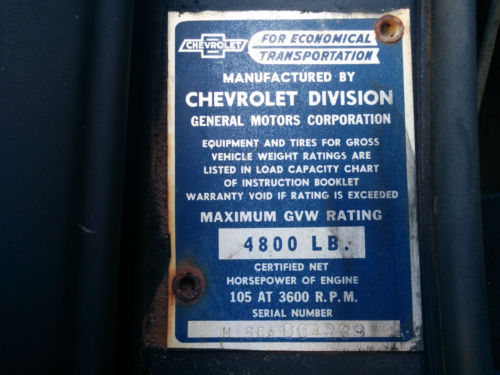 CHEVROLET
FOR ECONOMICAL
TRANSPORTATION
MANUFACTURED BY
CHEVROLET DIVISION
GENERAL MOTORS CORPORATION
EQUIPMENT AND TIRES FOR GROSS
VEHICLE WEIGHT RATINGS ARE
LISTED IN LOAD CAPACITY CHART
OF INSTRUCTION BOOKLET
WARRANTY VOID IF RATING IS EXCEEDED
MAXIMUM GVW RATING
4800 LB.
CERTIFIED NET
HORSEPOWER OF ENGINE
105 AT 3600 R.P.M.
SERIAL NUMBER